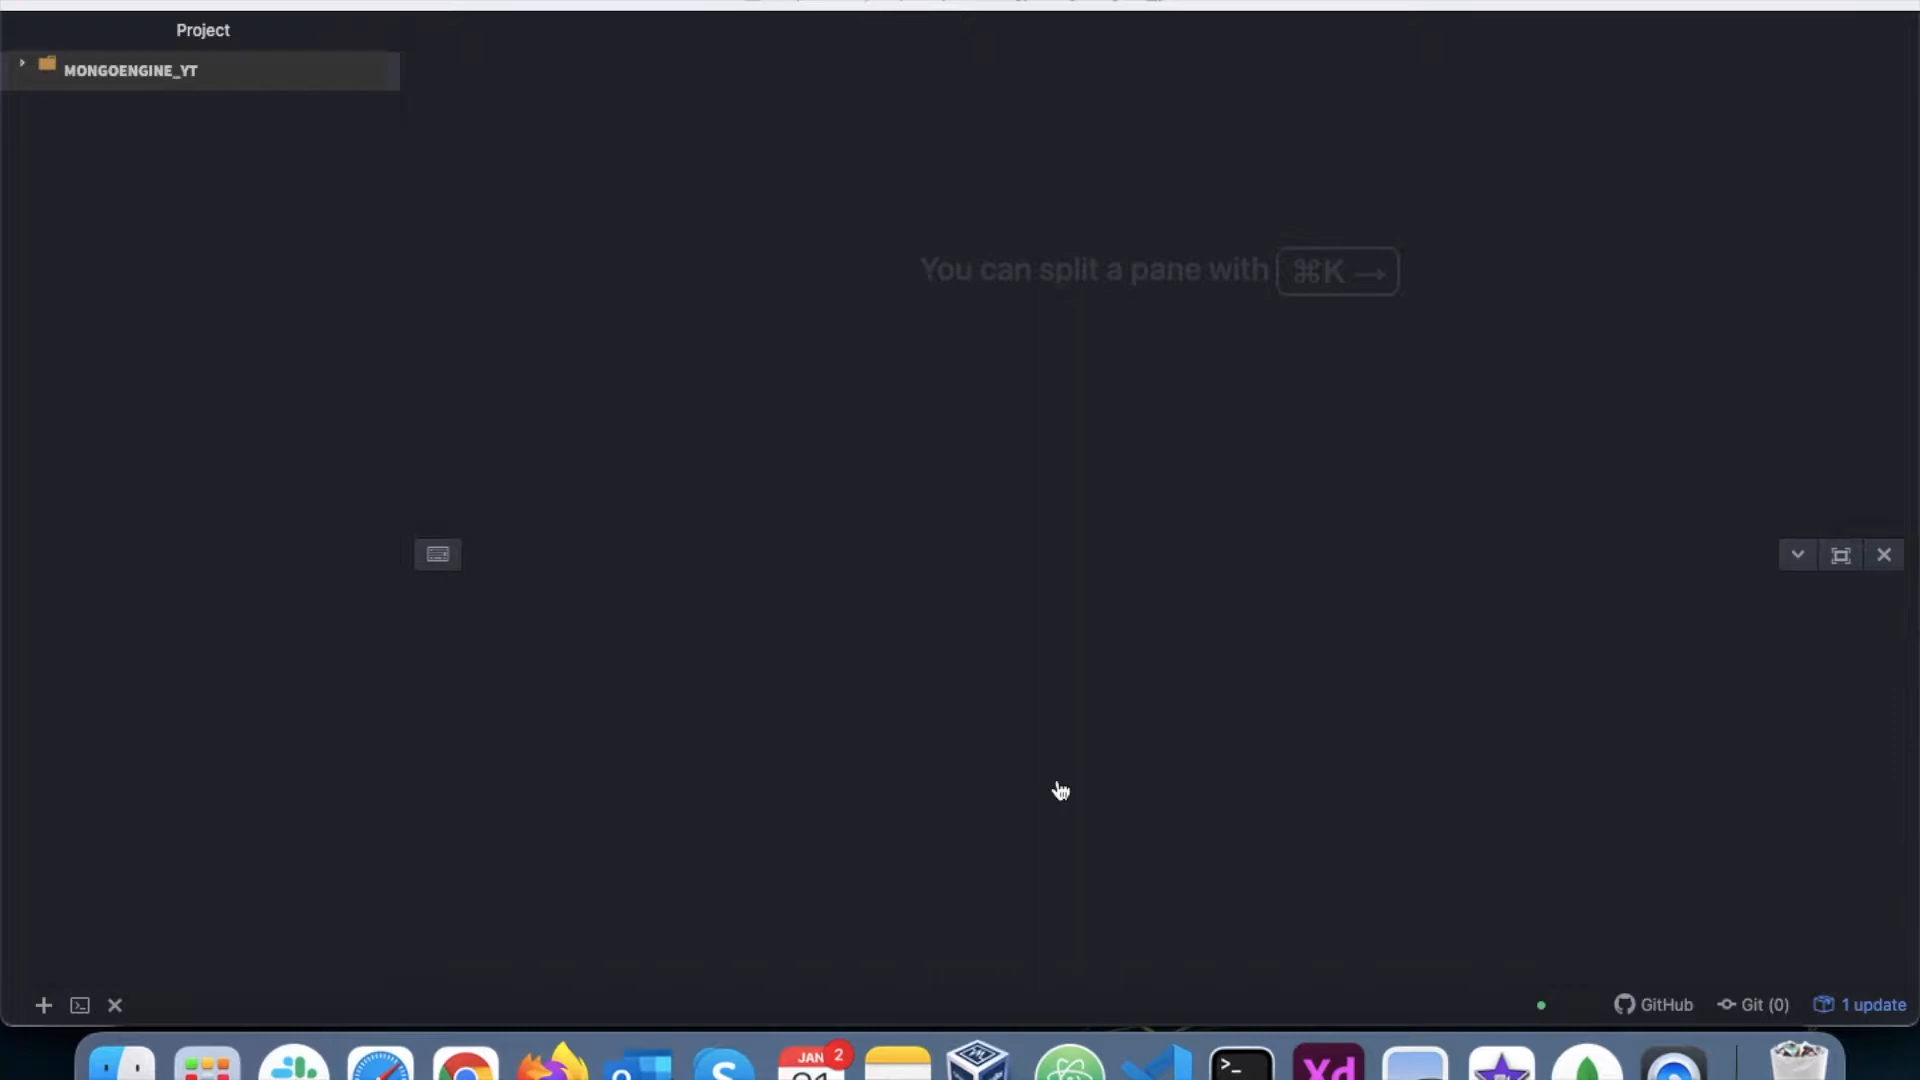 Project
MONGOENGINE_YT
You can split a pane with ⌘K →
GitHub
Git (0)
1 update
JAN
2
Xd